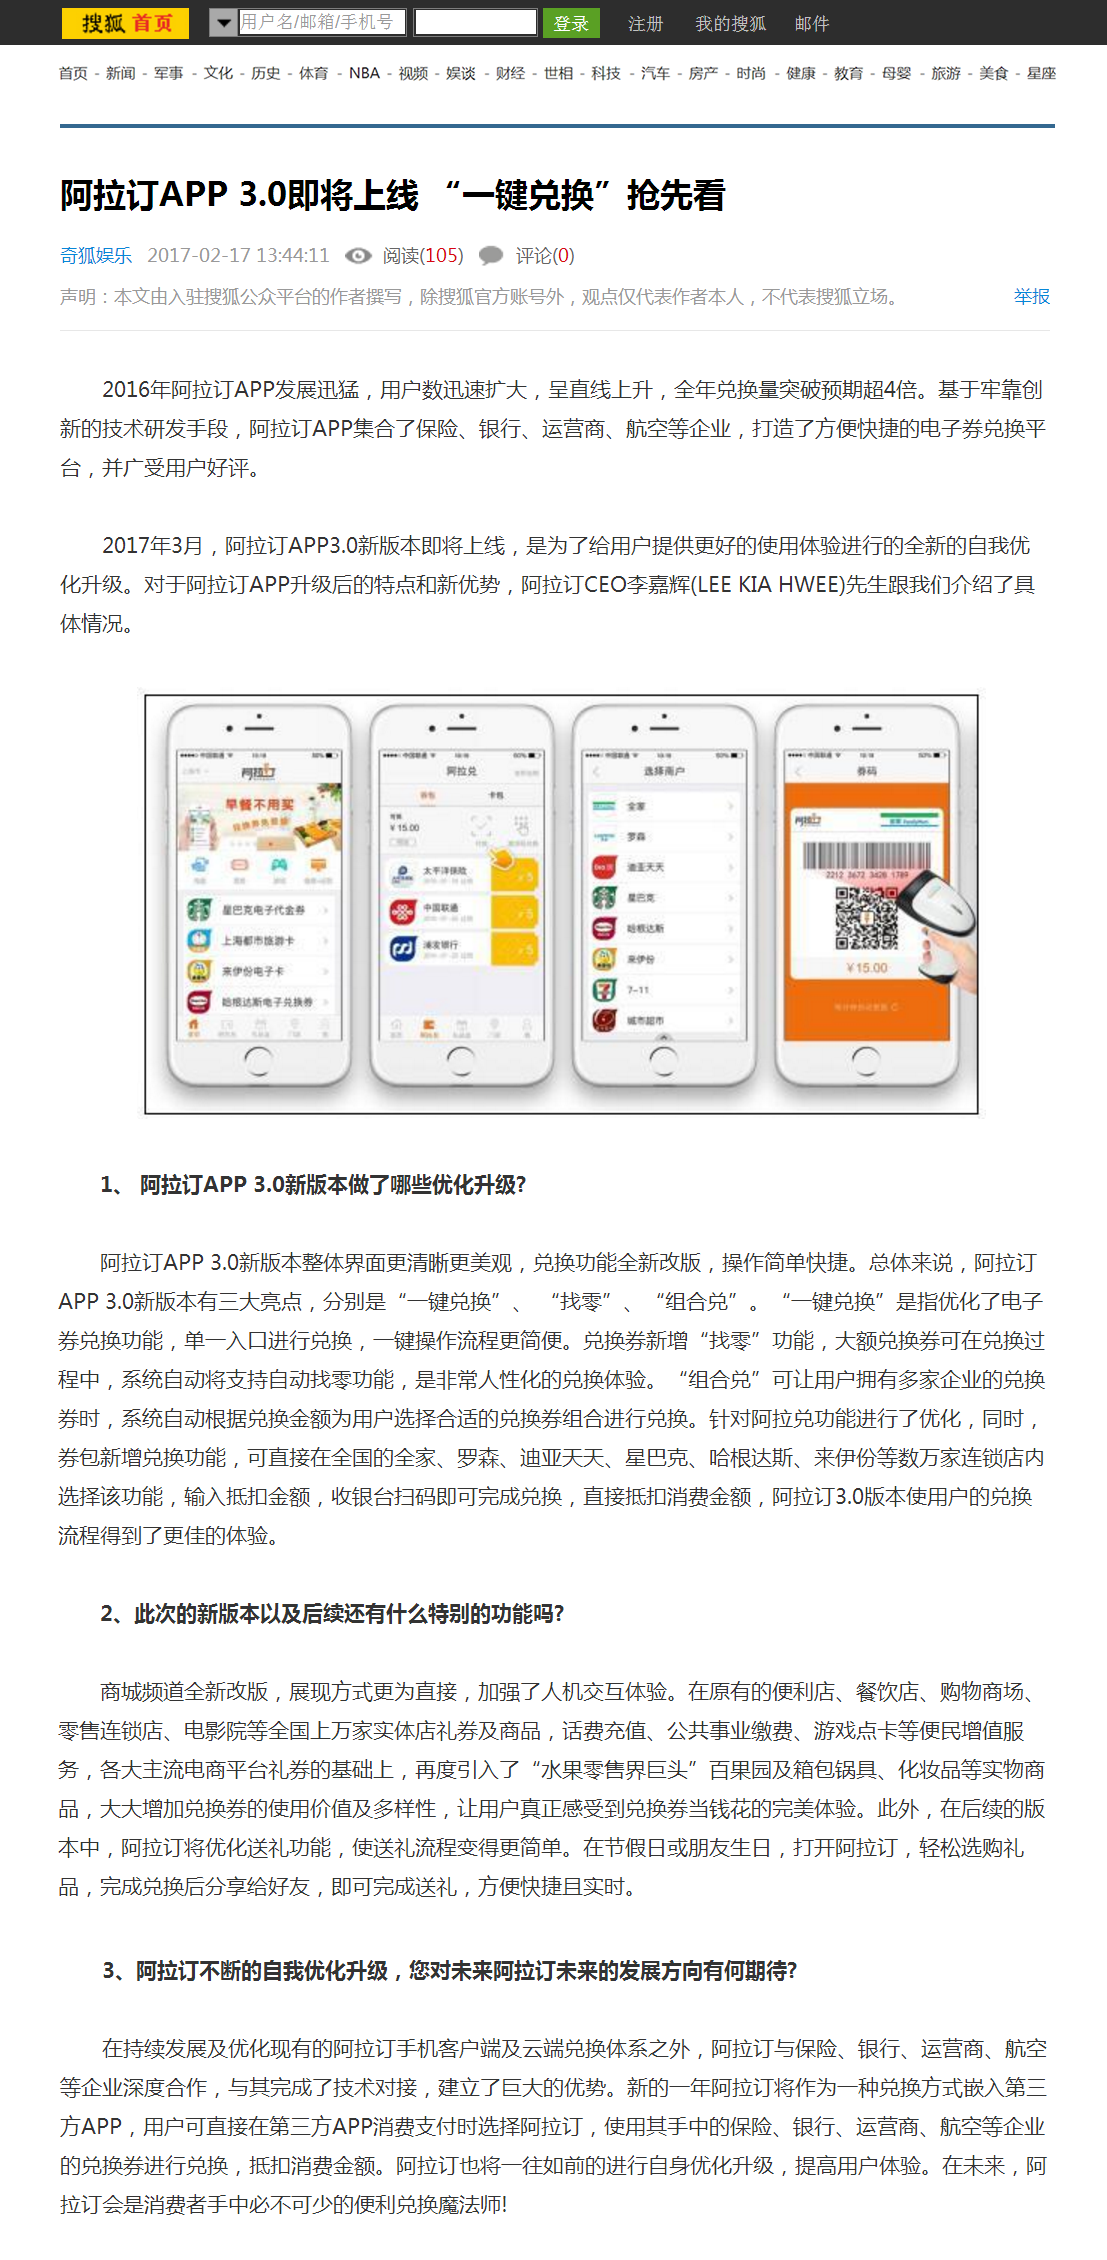 搜狐 首页 用户名/邮箱/手机号 登录 注册 我的搜狐 邮件
首页 - 新闻 - 军事 - 文化 - 历史 - 体育 - NBA - 视频 - 娱谈 - 财经 - 世相 - 科技 - 汽车 - 房产 - 时尚 - 健康 - 教育 - 母婴 - 旅游 - 美食 - 星座
阿拉订APP 3.0即将上线 “一键兑换”抢先看
奇狐娱乐 2017-02-17 13:44:11 阅读(105) 评论(0)
声明：本文由入驻搜狐公众平台的作者撰写，除搜狐官方账号外，观点仅代表作者本人，不代表搜狐立场。 举报
2016年阿拉订APP发展迅猛，用户数迅速扩大，呈直线上升，全年兑换量突破预期超4倍。基于牢靠创
新的技术研发手段，阿拉订APP集合了保险、银行、运营商、航空等企业，打造了方便快捷的电子券兑换平
台，并广受用户好评。
2017年3月，阿拉订APP3.0新版本即将上线，是为了给用户提供更好的使用体验进行的全新的自我优
化升级。对于阿拉订APP升级后的特点和新优势，阿拉订CEO李嘉辉(LEE KIA HWEE)先生跟我们介绍了具
体情况。
阿拉订
早餐不用买
星巴克电子代金券
上海都市旅游卡
来伊份电子卡
哈根达斯电子兑换券
阿拉兑
卡包
¥15.00
太平洋保险
中国联通
浦发银行
选择商户
全家
罗森
迪亚天天
星巴克
哈根达斯
来伊份
7-11
城市超市
券码
阿拉订 FamilyMart
2212 3672 3428 1789
¥15.00
1、 阿拉订APP 3.0新版本做了哪些优化升级?
阿拉订APP 3.0新版本整体界面更清晰更美观，兑换功能全新改版，操作简单快捷。总体来说，阿拉订
APP 3.0新版本有三大亮点，分别是“一键兑换”、 “找零”、“组合兑”。 “一键兑换”是指优化了电子
券兑换功能，单一入口进行兑换，一键操作流程更简便。兑换券新增“找零”功能，大额兑换券可在兑换过
程中，系统自动将支持自动找零功能，是非常人性化的兑换体验。 “组合兑”可让用户拥有多家企业的兑换
券时，系统自动根据兑换金额为用户选择合适的兑换券组合进行兑换。针对阿拉兑功能进行了优化，同时，
券包新增兑换功能，可直接在全国的全家、罗森、迪亚天天、星巴克、哈根达斯、来伊份等数万家连锁店内
选择该功能，输入抵扣金额，收银台扫码即可完成兑换，直接抵扣消费金额，阿拉订3.0版本使用户的兑换
流程得到了更佳的体验。
2、此次的新版本以及后续还有什么特别的功能吗?
商城频道全新改版，展现方式更为直接，加强了人机交互体验。在原有的便利店、餐饮店、购物商场、
零售连锁店、电影院等全国上万家实体店礼券及商品，话费充值、公共事业缴费、游戏点卡等便民增值服
务，各大主流电商平台礼券的基础上，再度引入了“水果零售界巨头”百果园及箱包锅具、化妆品等实物商
品，大大增加兑换券的使用价值及多样性，让用户真正感受到兑换券当钱花的完美体验。此外，在后续的版
本中，阿拉订将优化送礼功能，使送礼流程变得更简单。在节假日或朋友生日，打开阿拉订，轻松选购礼
品，完成兑换后分享给好友，即可完成送礼，方便快捷且实时。
3、阿拉订不断的自我优化升级，您对未来阿拉订未来的发展方向有何期待?
在持续发展及优化现有的阿拉订手机客户端及云端兑换体系之外，阿拉订与保险、银行、运营商、航空
等企业深度合作，与其完成了技术对接，建立了巨大的优势。新的一年阿拉订将作为一种兑换方式嵌入第三
方APP，用户可直接在第三方APP消费支付时选择阿拉订，使用其手中的保险、银行、运营商、航空等企业
的兑换券进行兑换，抵扣消费金额。阿拉订也将一往如前的进行自身优化升级，提高用户体验。在未来，阿
拉订会是消费者手中必不可少的便利兑换魔法师!